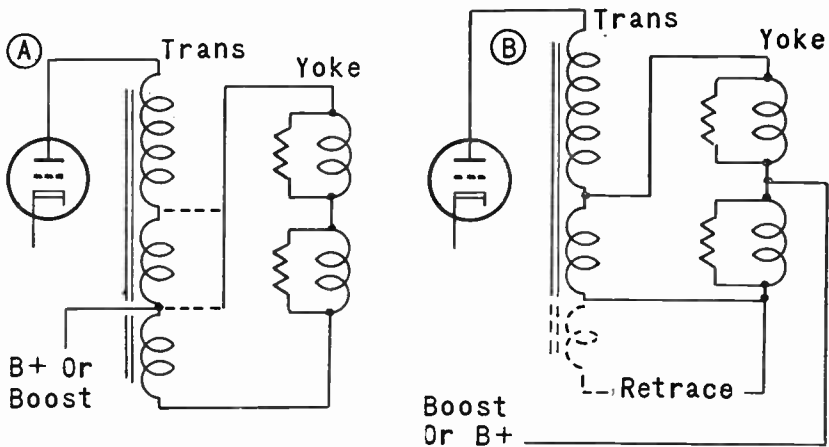 A
Trans
Yoke
B+ Or
Boost
B
Trans
Yoke
Retrace
Boost
Or B+